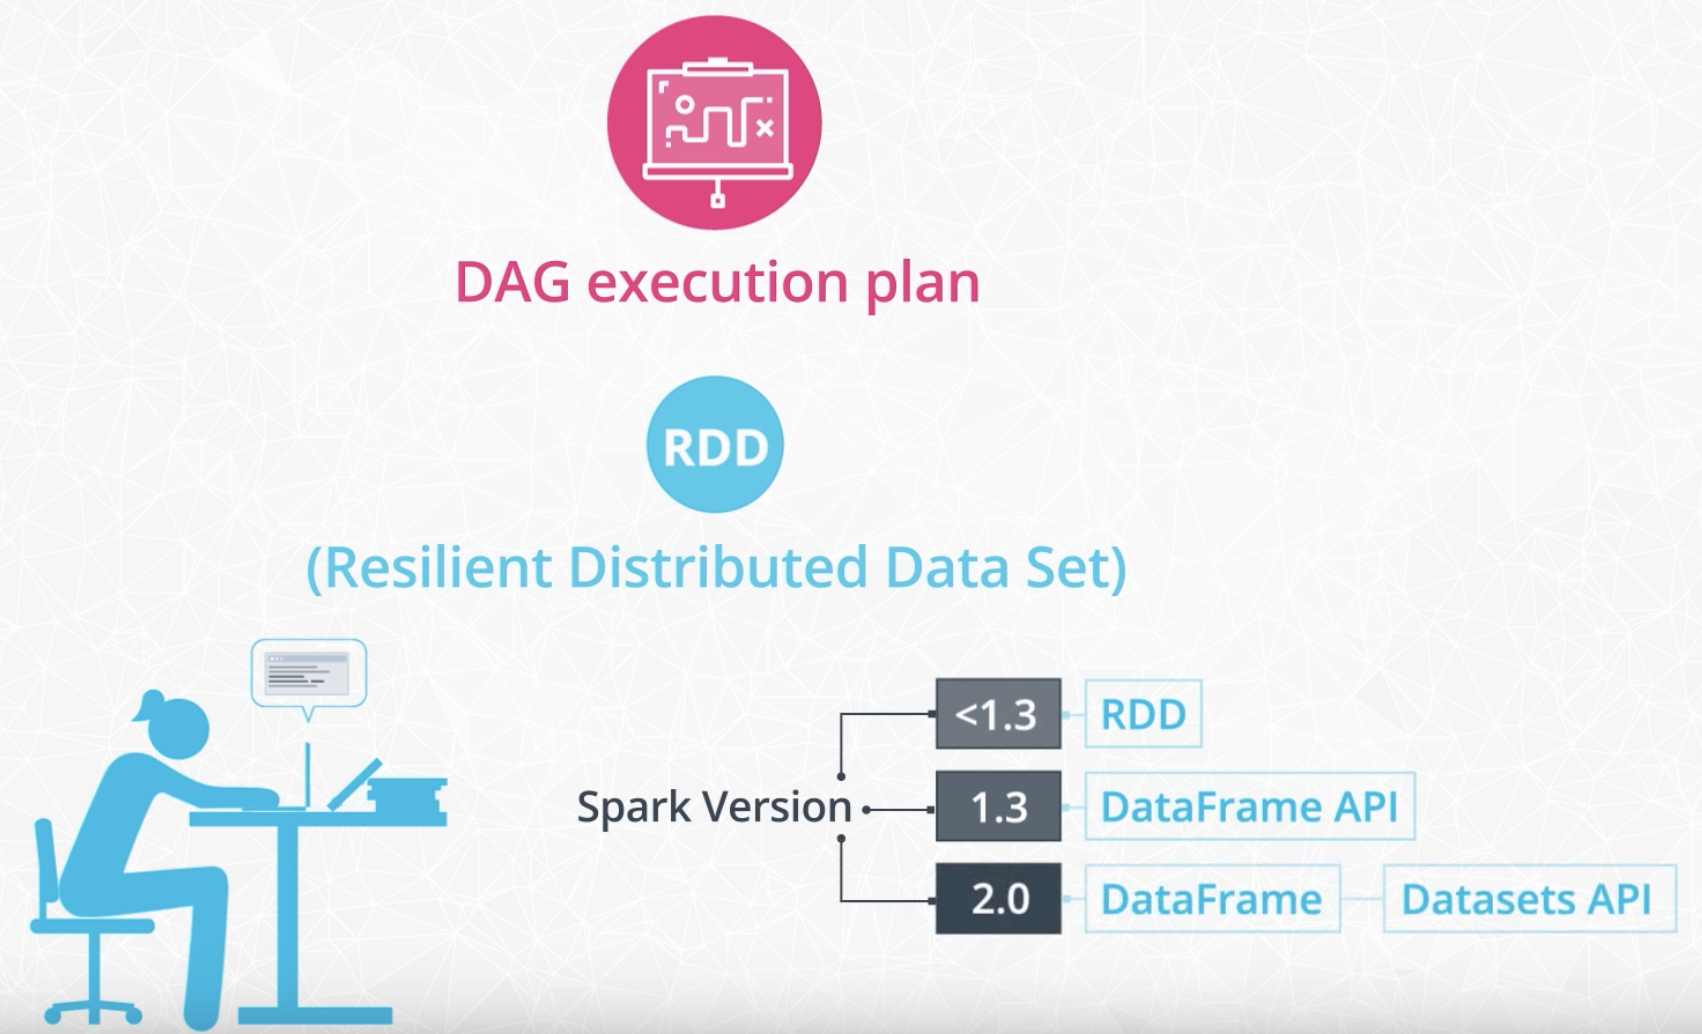 DAG execution plan
RDD
(Resilient Distributed Data Set)
Spark Version
<1.3
RDD
1.3
DataFrame API
2.0
DataFrame
Datasets API